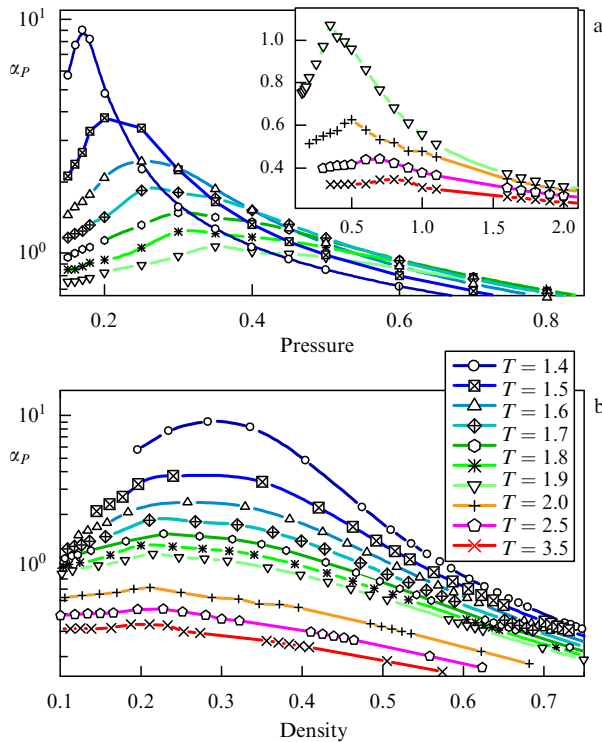 a
10¹
α_P
10⁰
0.2 0.4 0.6 0.8
Pressure
1.0
0.8
0.6
0.4
0.5 1.0 1.5 2.0
b
10¹
α_P
10⁰
0.1 0.2 0.3 0.4 0.5 0.6 0.7
Density
T = 1.4
T = 1.5
T = 1.6
T = 1.7
T = 1.8
T = 1.9
T = 2.0
T = 2.5
T = 3.5